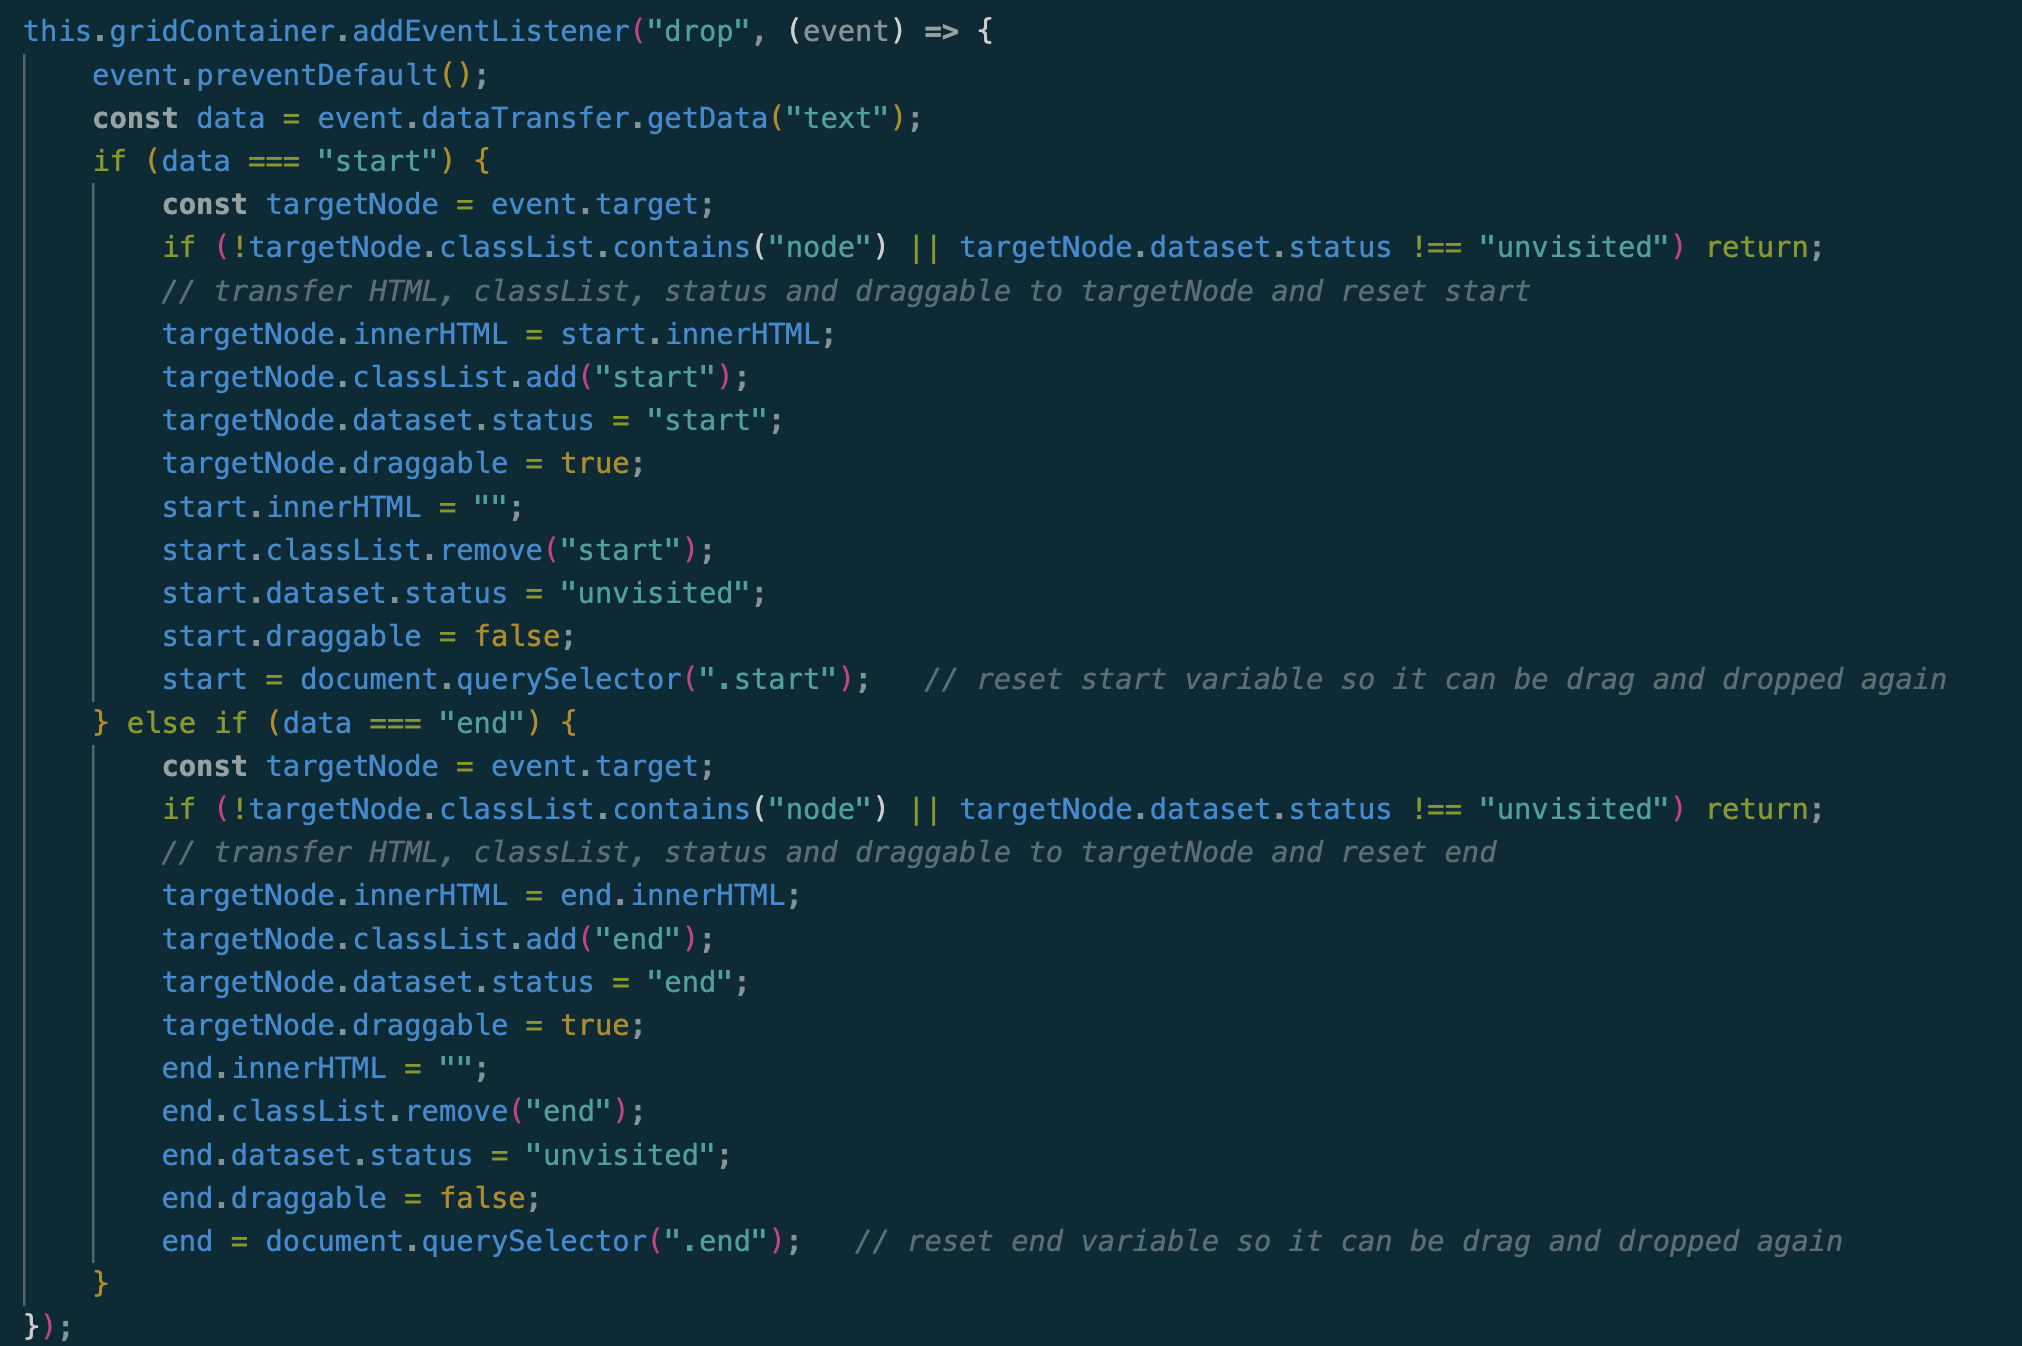 this.gridContainer.addEventListener("drop", (event) => {
    event.preventDefault();
    const data = event.dataTransfer.getData("text");
    if (data === "start") {
        const targetNode = event.target;
        if (!targetNode.classList.contains("node") || targetNode.dataset.status !== "unvisited") return;
        // transfer HTML, classList, status and draggable to targetNode and reset start
        targetNode.innerHTML = start.innerHTML;
        targetNode.classList.add("start");
        targetNode.dataset.status = "start";
        targetNode.draggable = true;
        start.innerHTML = "";
        start.classList.remove("start");
        start.dataset.status = "unvisited";
        start.draggable = false;
        start = document.querySelector(".start");   // reset start variable so it can be drag and dropped again
    } else if (data === "end") {
        const targetNode = event.target;
        if (!targetNode.classList.contains("node") || targetNode.dataset.status !== "unvisited") return;
        // transfer HTML, classList, status and draggable to targetNode and reset end
        targetNode.innerHTML = end.innerHTML;
        targetNode.classList.add("end");
        targetNode.dataset.status = "end";
        targetNode.draggable = true;
        end.innerHTML = "";
        end.classList.remove("end");
        end.dataset.status = "unvisited";
        end.draggable = false;
        end = document.querySelector(".end");   // reset end variable so it can be drag and dropped again
    }
});